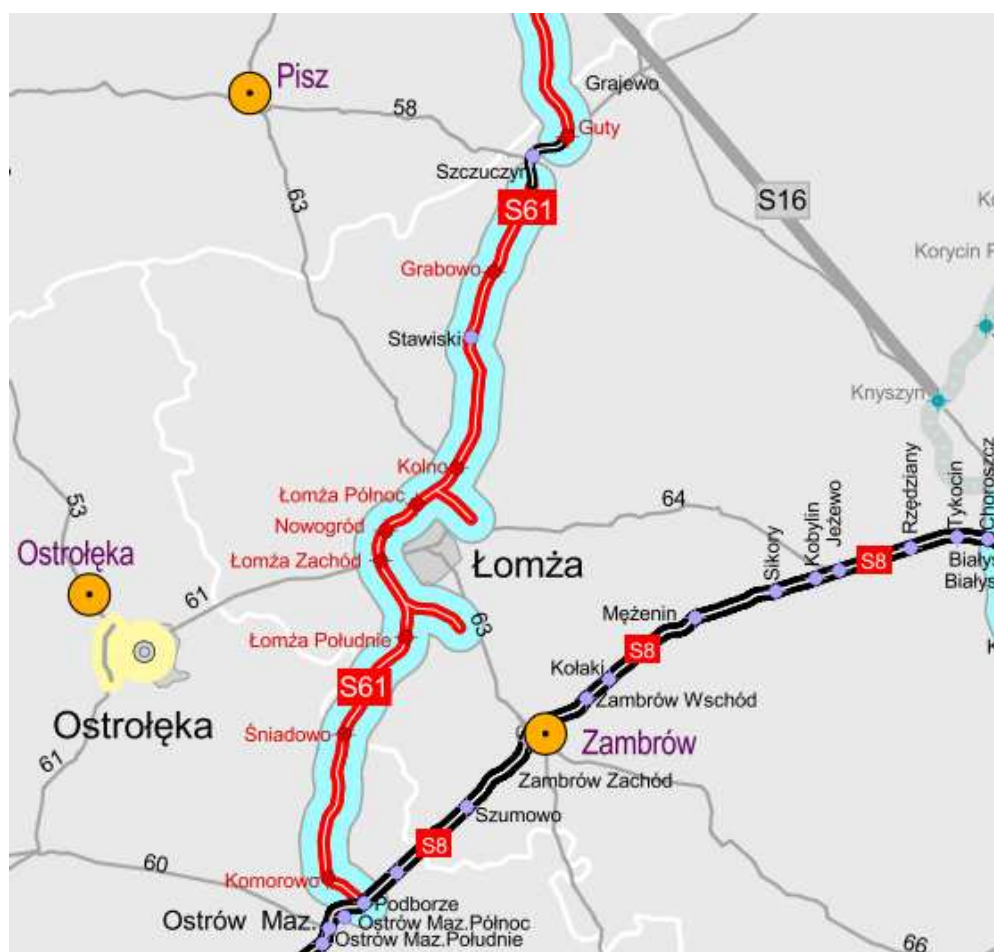 Pisz
Grajewo
58
Guty
Szczuczyn
63
S61
S16
Korycin
Grabowo
Stawiski
Knyszyn
Kolno
Łomża Północ
64
53
Nowogród
Łomża Zachód
Łomża
Ostrołęka
61
63
Sikory
Kobylin
Jeżewo
Rzędziany
Tykocin
Choroszcz
S8
Mężenin
S8
Łomża Południe
S61
Kołaki
Zambrów Wschód
Ostrołęka
Śniadowo
Zambrów
61
Zambrów Zachód
Szumowo
S8
60
Komorowo
Podborze
Ostrów Maz.
Ostrów Maz.Północ
Ostrów Maz.Południe
66